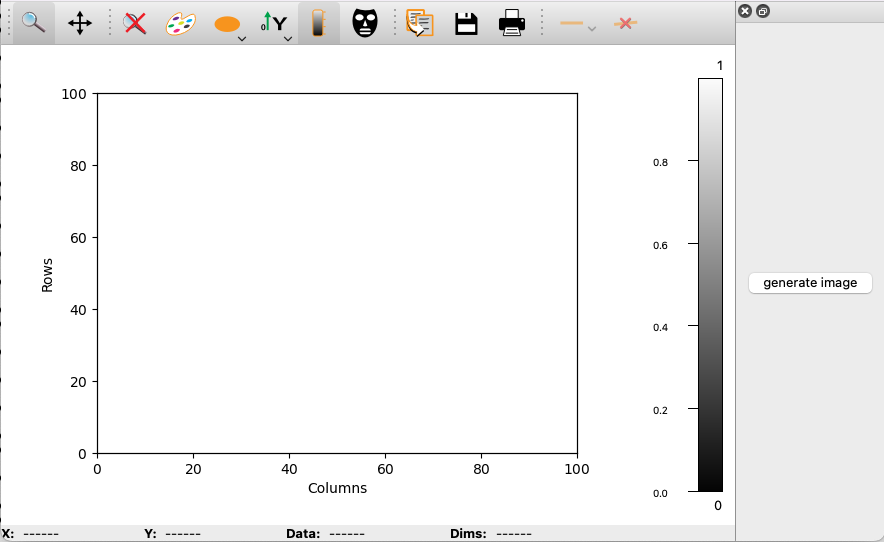 0Y
1
100
80
60
40
20
0
0 20 40 60 80 100
Rows
Columns
0.8
0.6
0.4
0.2
0.0
0
generate image
X: ------ Y: ------ Data: ------ Dims: ------